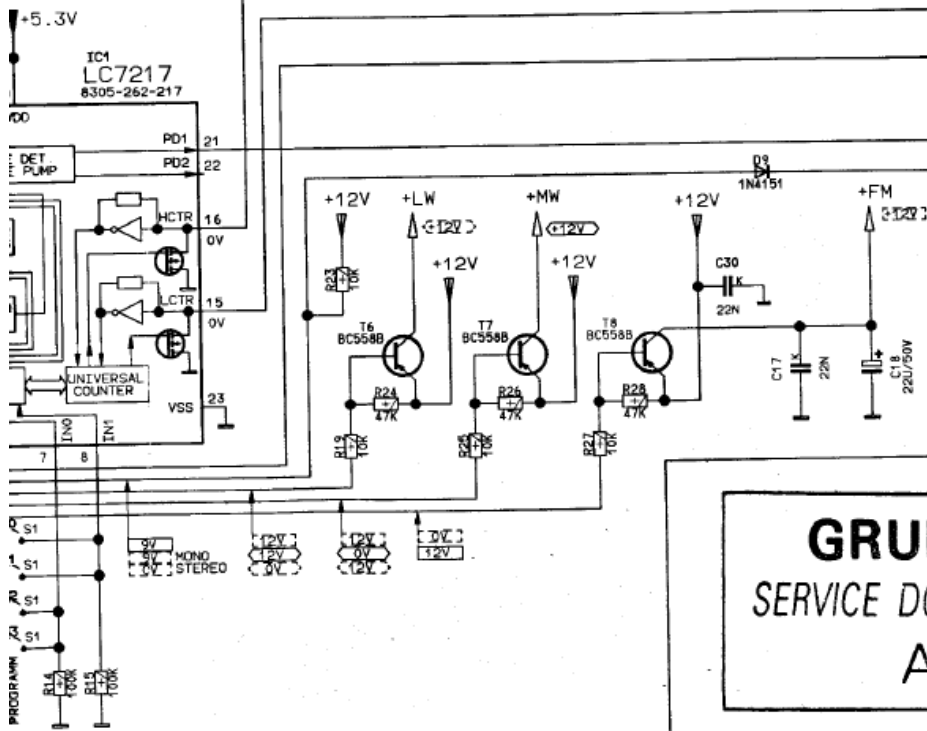 +5.3V
IC1
LC7217
8305-262-217
VDD
PD1 21
PD2 22
E DET.
E PUMP
HCTR 16
0V
LCTR 15
0V
UNIVERSAL
COUNTER
VSS 23
IN0
IN1
7 8
D9
1N4151
+12V
+LW
+12V
+12V
R23
10K
T6
BC558B
R24
47K
R19
10K
+MW
+12V
+12V
T7
BC558B
R26
47K
R25
10K
+12V
C30
K
22N
T8
BC558B
R28
47K
R27
10K
+FM
+12V
C17
K
22N
+
C18
22U/50V
9V
9V MONO
0V STEREO
12V
12V
0V
12V
0V
12V
0V
12V
S1
S1
S1
S1
PROGRAMM
R14
100K
R15
100K
GRU
SERVICE DO
A